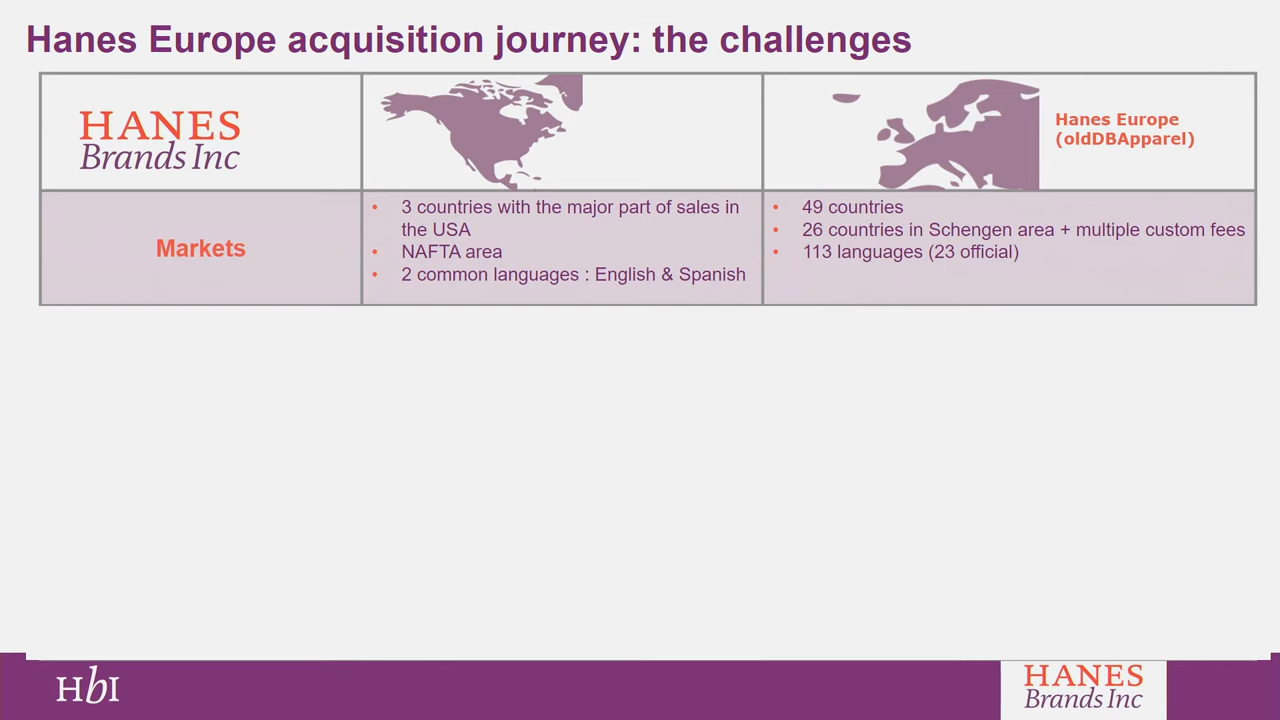 Hanes Europe acquisition journey: the challenges
HANES
Brands Inc
Hanes Europe
(oldDBApparel)
Markets
• 3 countries with the major part of sales in
the USA
• NAFTA area
• 2 common languages : English & Spanish
• 49 countries
• 26 countries in Schengen area + multiple custom fees
• 113 languages (23 official)
HbI
HANES
Brands Inc